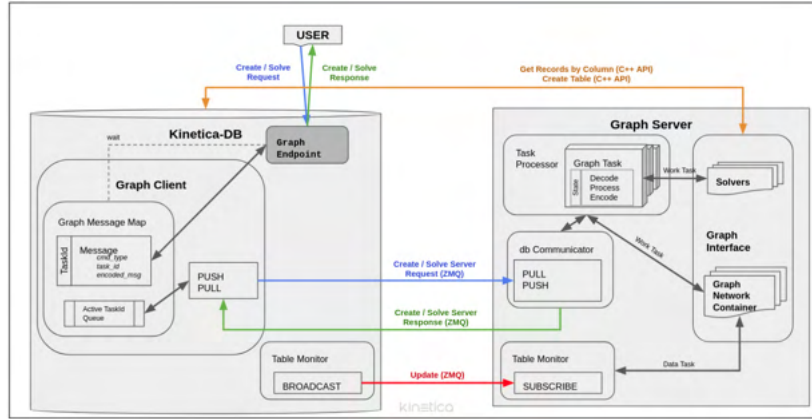 USER
Create / Solve
Request
Create / Solve
Response
Get Records by Column (C++ API)
Create Table (C++ API)
Kinetica-DB
wait
Graph
Endpoint
Graph Client
Graph Message Map
TaskId
Message
cmd_type
task_id
encoded_msg
Active TaskId
Queue
PUSH
PULL
Create / Solve Server
Request (ZMQ)
Create / Solve Server
Response (ZMQ)
Table Monitor
BROADCAST
Update (ZMQ)
Graph Server
Task
Processor
Graph Task
State
Decode
Process
Encode
Work Task
Solvers
db Communicator
PULL
PUSH
Work Task
Graph
Interface
Graph
Network
Container
Table Monitor
SUBSCRIBE
Data Task
kinetica